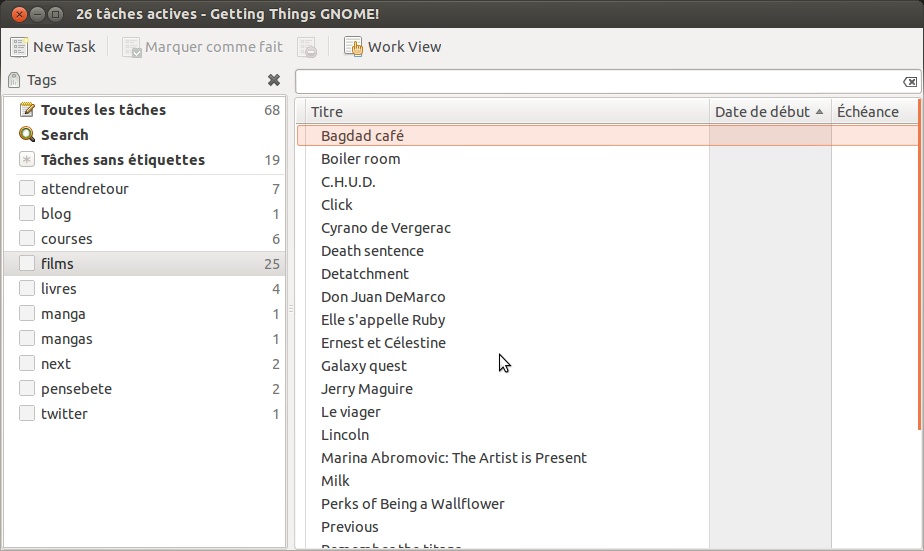 26 tâches actives - Getting Things GNOME!
New Task Marquer comme fait Work View
Tags
Toutes les tâches 68
Search
Tâches sans étiquettes 19
attendretour 7
blog 1
courses 6
films 25
livres 4
manga 1
mangas 1
next 2
pensebete 2
twitter 1
Titre Date de début Échéance
Bagdad café
Boiler room
C.H.U.D.
Click
Cyrano de Vergerac
Death sentence
Detatchment
Don Juan DeMarco
Elle s'appelle Ruby
Ernest et Célestine
Galaxy quest
Jerry Maguire
Le viager
Lincoln
Marina Abromovic: The Artist is Present
Milk
Perks of Being a Wallflower
Previous
Remember the titans